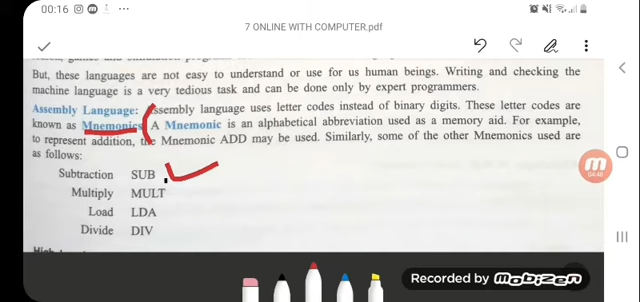 00:16
7 ONLINE WITH COMPUTER.pdf
But, these languages are not easy to understand or use for us human beings. Writing and checking the
machine language is a very tedious task and can be done only by expert programmers.
Assembly Language: Assembly language uses letter codes instead of binary digits. These letter codes are
known as Mnemonics. A Mnemonic is an alphabetical abbreviation used as a memory aid. For example,
to represent addition, the Mnemonic ADD may be used. Similarly, some of the other Mnemonics used are
as follows:
Subtraction SUB
Multiply MULT
Load LDA
Divide DIV
04:48
Recorded by mobizen